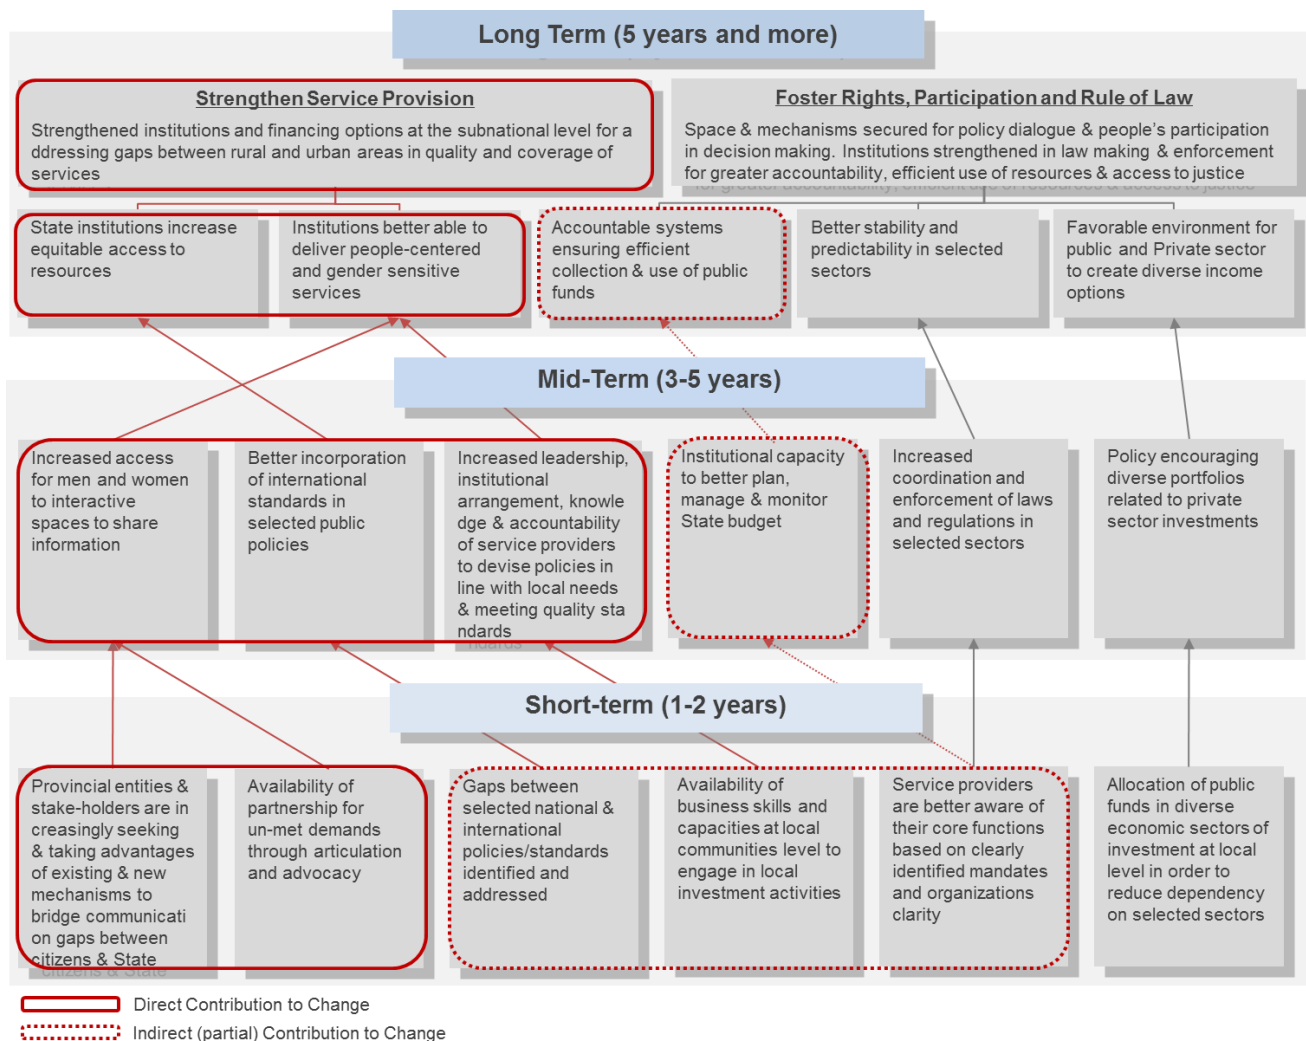 Long Term (5 years and more)
Strengthen Service Provision
Strengthened institutions and financing options at the subnational level for a
ddressing gaps between rural and urban areas in quality and coverage of
services
Foster Rights, Participation and Rule of Law
Space & mechanisms secured for policy dialogue & people's participation
in decision making. Institutions strengthened in law making & enforcement
for greater accountability, efficient use of resources & access to justice
State institutions increase
equitable access to
resources
Institutions better able to
deliver people-centered
and gender sensitive
services
Accountable systems
ensuring efficient
collection & use of public
funds
Better stability and
predictability in selected
sectors
Favorable environment for
public and Private sector
to create diverse income
options
Mid-Term (3-5 years)
Increased access
for men and women
to interactive
spaces to share
information
Better incorporation
of international
standards in
selected public
policies
Increased leadership,
institutional
arrangement, knowle
dge & accountability
of service providers
to devise policies in
line with local needs
& meeting quality sta
ndards
Institutional capacity
to better plan,
manage & monitor
State budget
Increased
coordination and
enforcement of laws
and regulations in
selected sectors
Policy encouraging
diverse portfolios
related to private
sector investments
Short-term (1-2 years)
Provincial entities &
stake-holders are in
creasingly seeking
& taking advantages
of existing & new
mechanisms to
bridge communicati
on gaps between
citizens & State
Availability of
partnership for
un-met demands
through articulation
and advocacy
Gaps between
selected national &
international
policies/standards
identified and
addressed
Availability of
business skills and
capacities at local
communities level to
engage in local
investment activities
Service providers
are better aware of
their core functions
based on clearly
identified mandates
and organizations
clarity
Allocation of public
funds in diverse
economic sectors of
investment at local
level in order to
reduce dependency
on selected sectors
Direct Contribution to Change
Indirect (partial) Contribution to Change